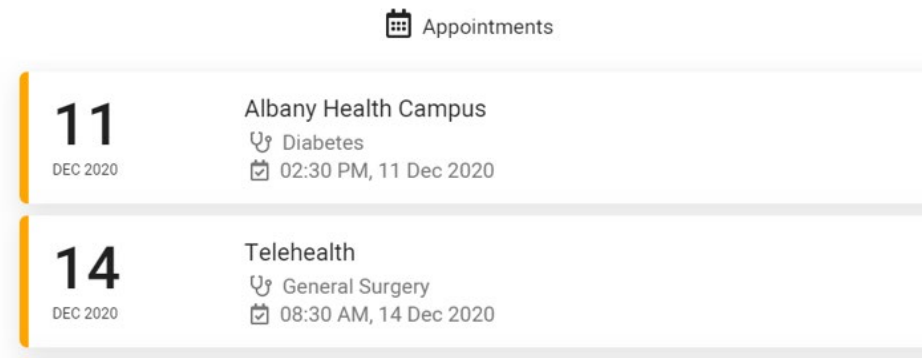 Appointments
11
DEC 2020
Albany Health Campus
Diabetes
02:30 PM, 11 Dec 2020
14
DEC 2020
Telehealth
General Surgery
08:30 AM, 14 Dec 2020